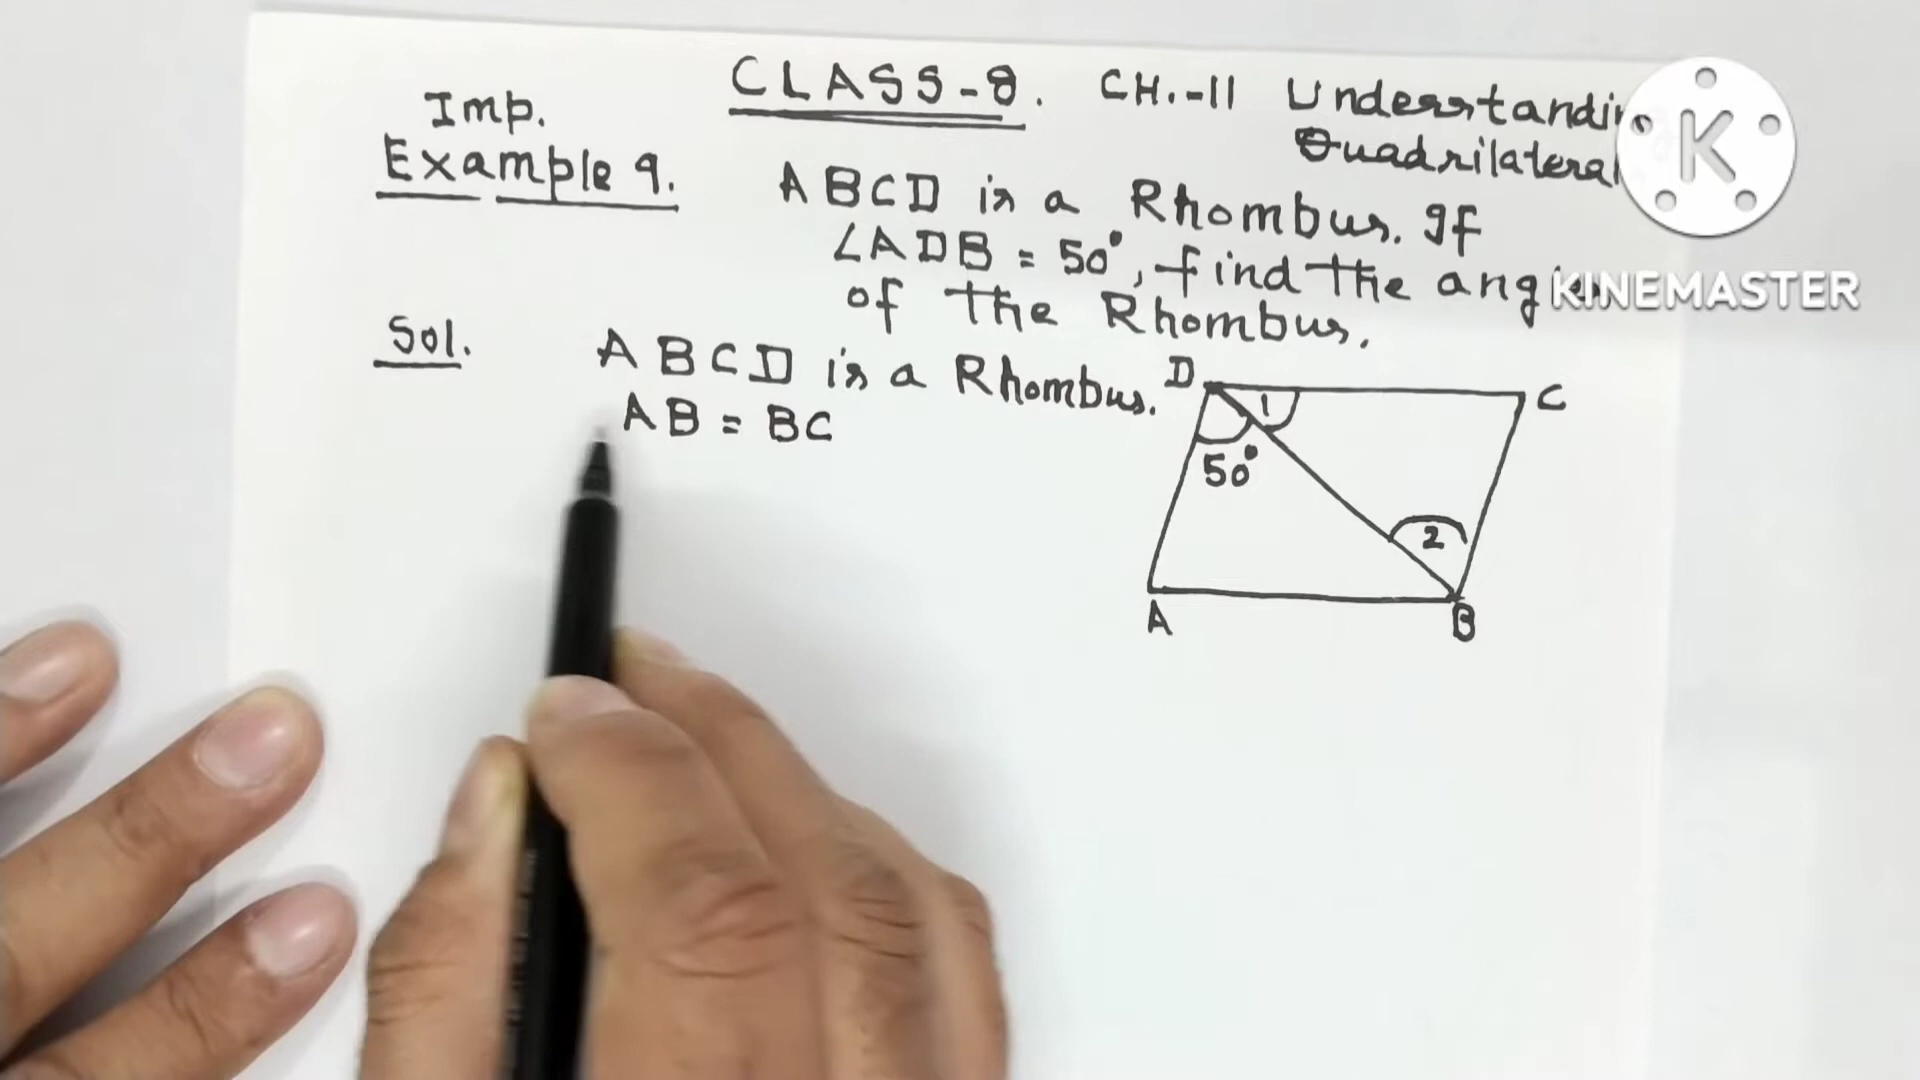 CLASS-8. CH.-11 Understandin
Imp. Quadrilateral
Example 9. ABCD is a Rhombus. If
∠ADB = 50°, find the
of the Rhombus.
KINEMASTER
Sol. ABCD is a Rhombus.
AB = BC
D C
1
50°
2
A B
K